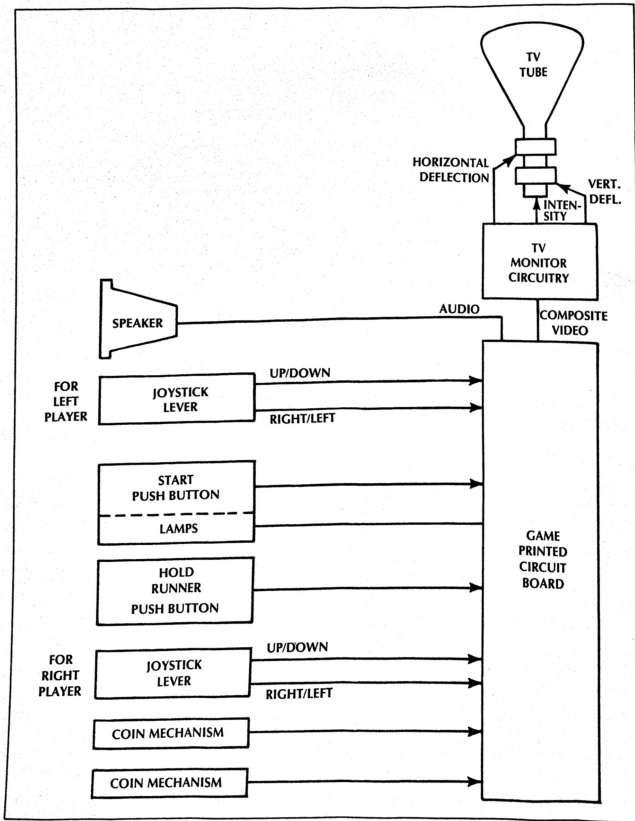 TV
TUBE
HORIZONTAL
DEFLECTION
VERT.
DEFL.
INTEN-
SITY
TV
MONITOR
CIRCUITRY
SPEAKER
AUDIO
COMPOSITE
VIDEO
FOR
LEFT
PLAYER
JOYSTICK
LEVER
UP/DOWN
RIGHT/LEFT
START
PUSH BUTTON
LAMPS
GAME
PRINTED
CIRCUIT
BOARD
HOLD
RUNNER
PUSH BUTTON
FOR
RIGHT
PLAYER
JOYSTICK
LEVER
UP/DOWN
RIGHT/LEFT
COIN MECHANISM
COIN MECHANISM